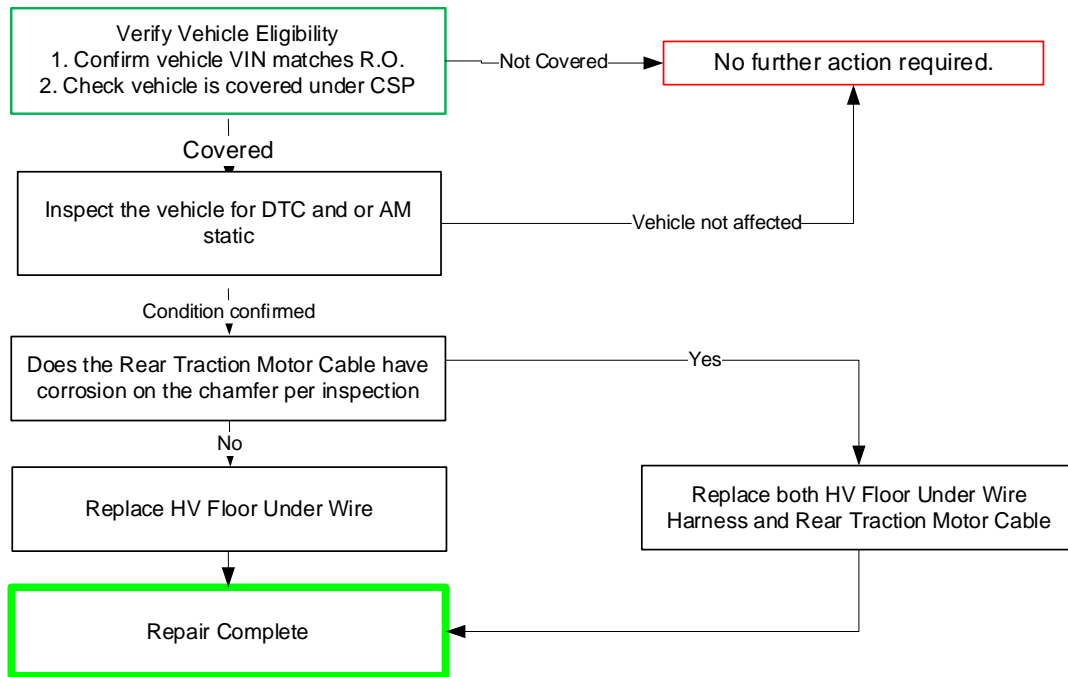 Verify Vehicle Eligibility
1. Confirm vehicle VIN matches R.O.
2. Check vehicle is covered under CSP
Not Covered
No further action required.
Covered
Inspect the vehicle for DTC and or AM
static
Vehicle not affected
Condition confirmed
Does the Rear Traction Motor Cable have
corrosion on the chamfer per inspection
Yes
No
Replace HV Floor Under Wire
Replace both HV Floor Under Wire
Harness and Rear Traction Motor Cable
Repair Complete